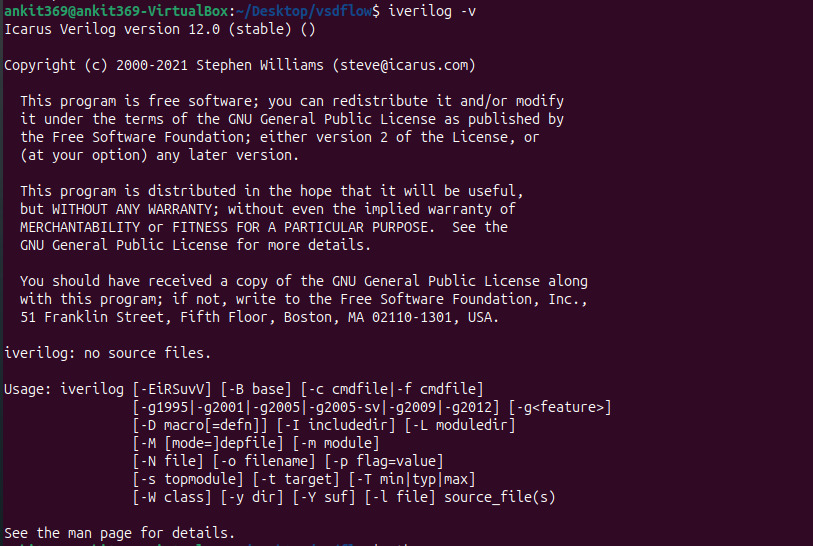 ankit369@ankit369-VirtualBox:~/Desktop/vsdflow$ iverilog -v
Icarus Verilog version 12.0 (stable) ()
Copyright (c) 2000-2021 Stephen Williams (steve@icarus.com)
This program is free software; you can redistribute it and/or modify
it under the terms of the GNU General Public License as published by
the Free Software Foundation; either version 2 of the License, or
(at your option) any later version.
This program is distributed in the hope that it will be useful,
but WITHOUT ANY WARRANTY; without even the implied warranty of
MERCHANTABILITY or FITNESS FOR A PARTICULAR PURPOSE.  See the
GNU General Public License for more details.
You should have received a copy of the GNU General Public License along
with this program; if not, write to the Free Software Foundation, Inc.,
51 Franklin Street, Fifth Floor, Boston, MA 02110-1301, USA.
iverilog: no source files.
Usage: iverilog [-EiRSuvV] [-B base] [-c cmdfile|-f cmdfile]
[-g1995|-g2001|-g2005|-g2005-sv|-g2009|-g2012] [-g<feature>]
[-D macro[=defn]] [-I includedir] [-L moduledir]
[-M [mode=]depfile] [-m module]
[-N file] [-o filename] [-p flag=value]
[-s topmodule] [-t target] [-T min|typ|max]
[-W class] [-y dir] [-Y suf] [-l file] source_file(s)
See the man page for details.